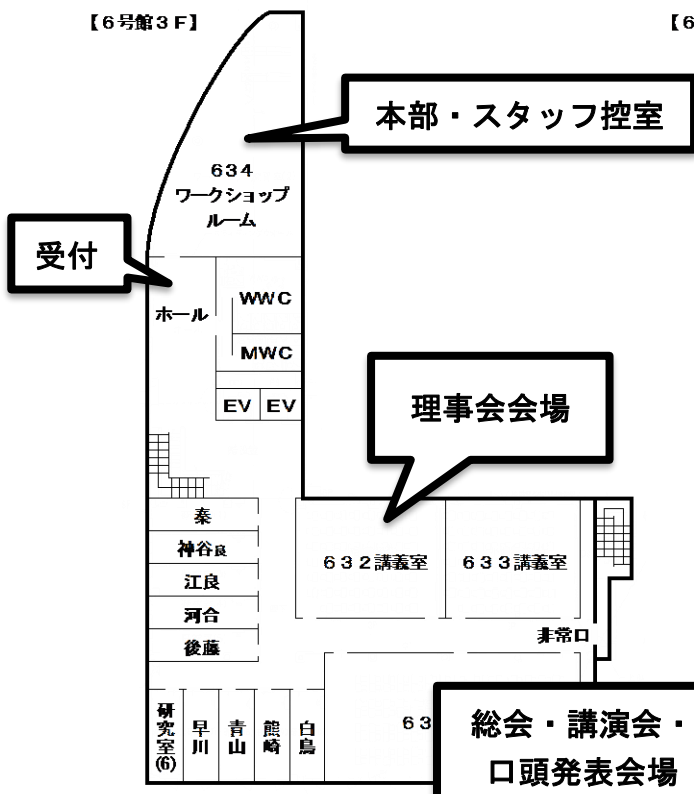 【6号館3F】
【6
本部・スタッフ控室
634
ワークショップ
ルーム
受付
ホール
WWC
MWC
EV
EV
理事会会場
秦
神谷良
江良
河合
後藤
632講義室
633講義室
非常口
研究室(6)
早川
青山
熊崎
白鳥
63
総会・講演会・
口頭発表会場